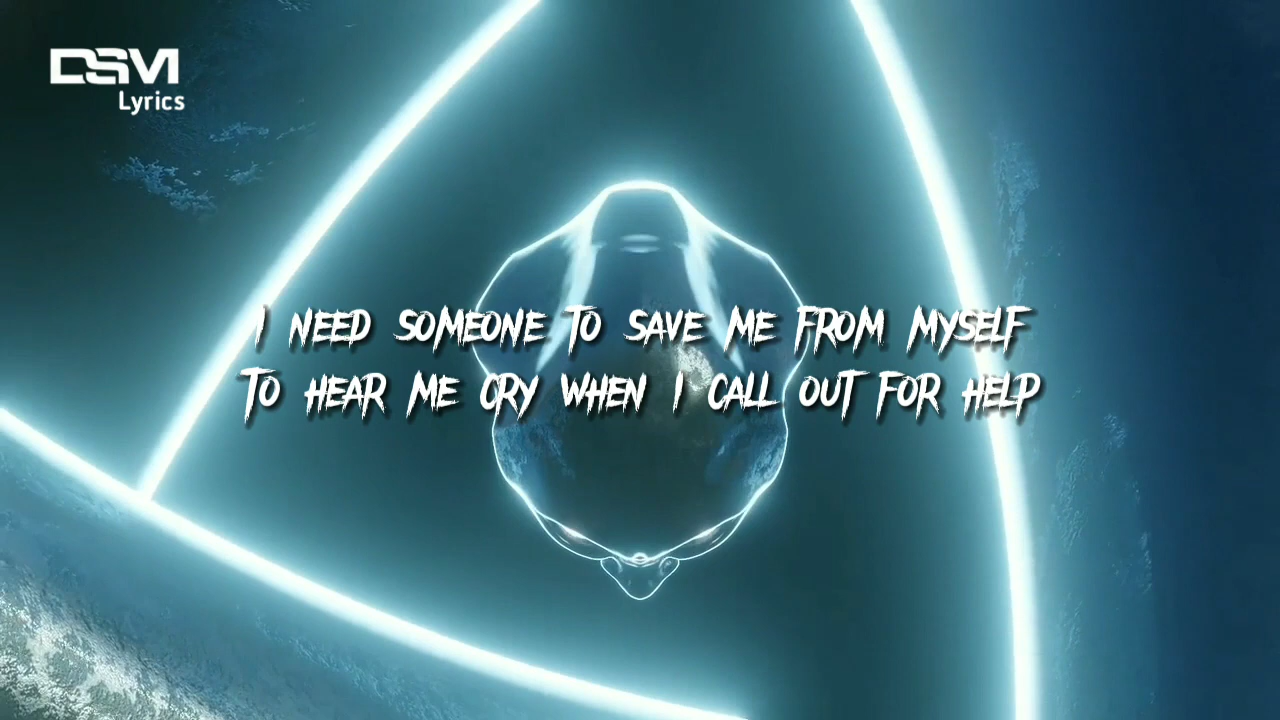 DSM
Lyrics
I NEED SOMEONE TO SAVE ME FROM MYSELF
TO HEAR ME CRY WHEN I CALL OUT FOR HELP